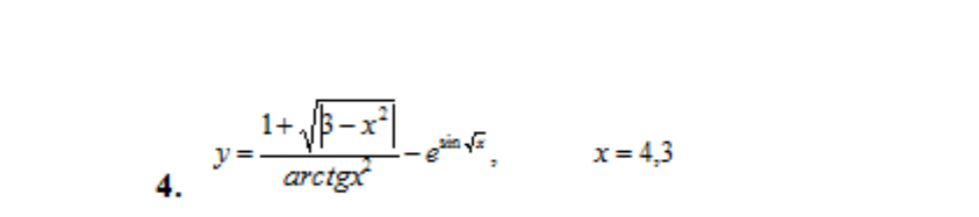 4. y = (1 + √|3 − x²|) / arctgx² − e^(sin √x), x = 4,3